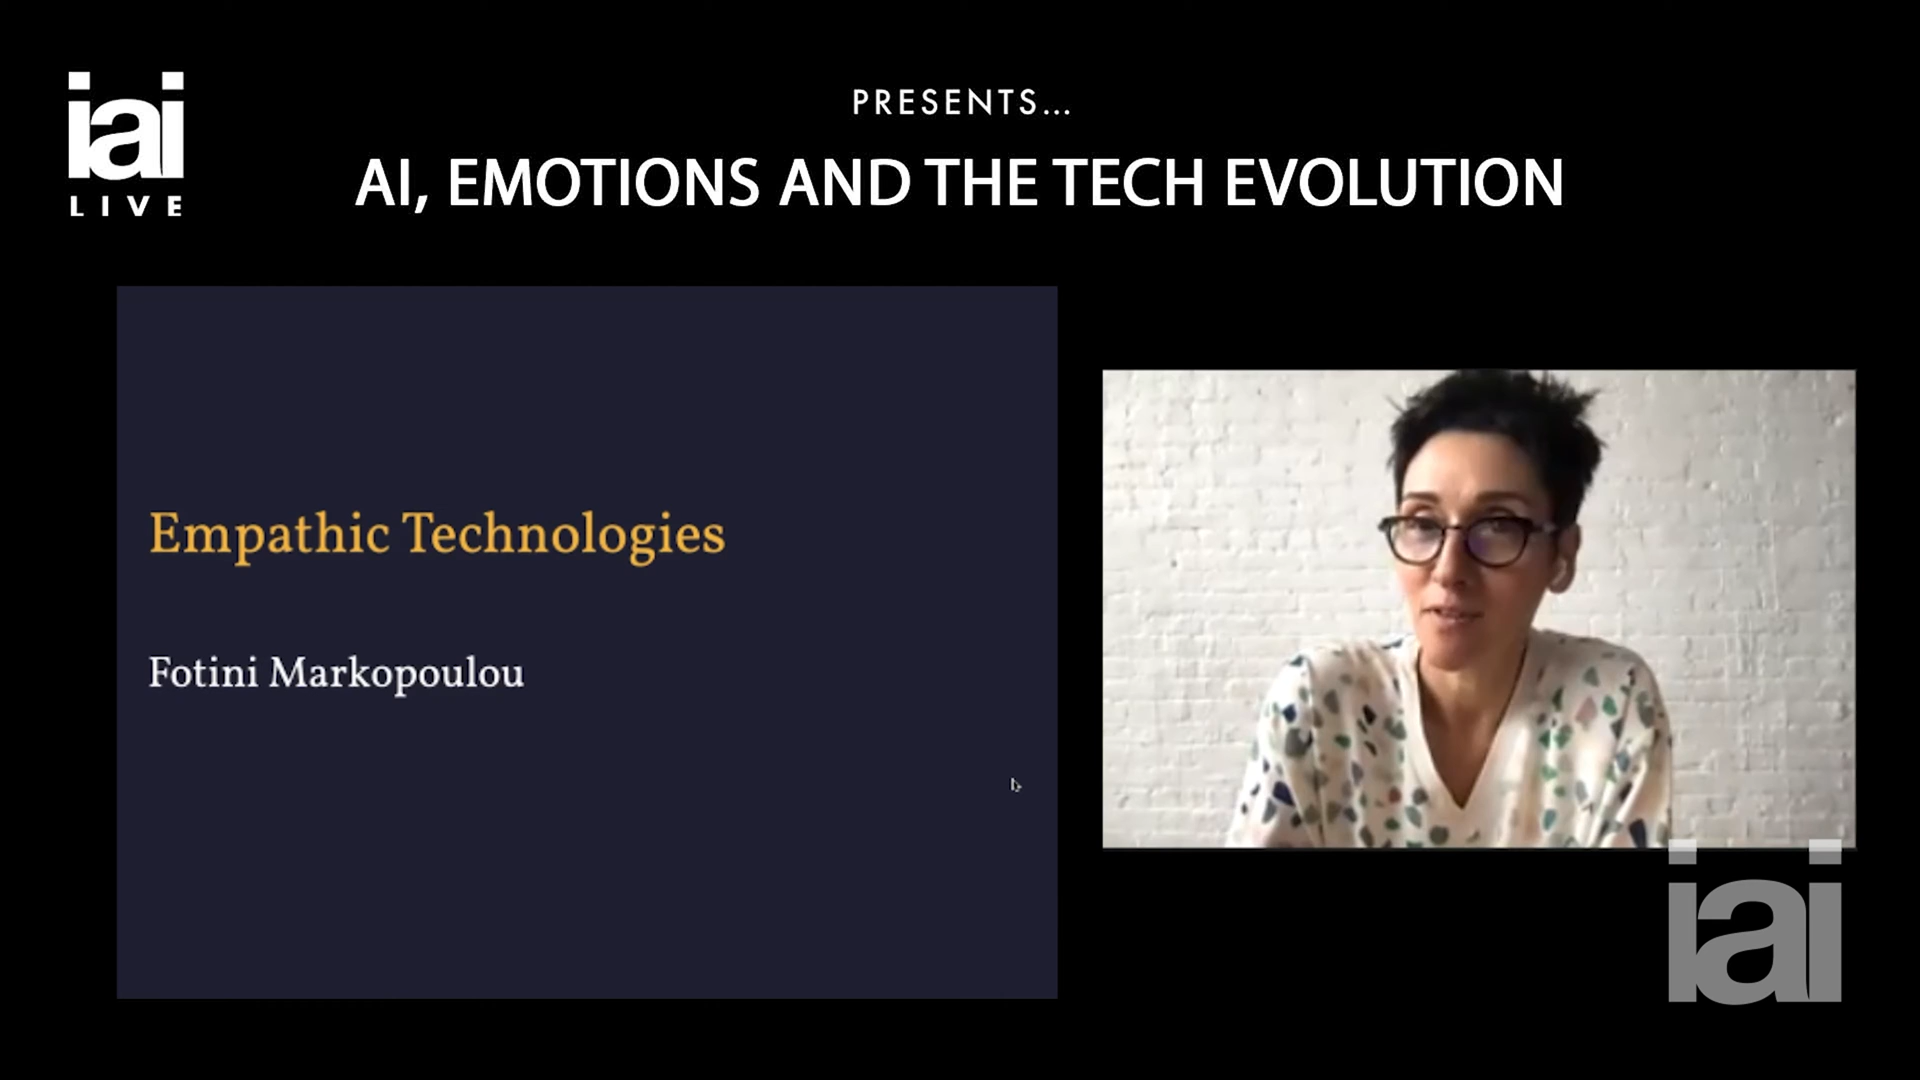 iai
LIVE
PRESENTS...
AI, EMOTIONS AND THE TECH EVOLUTION
Empathic Technologies
Fotini Markopoulou
iai